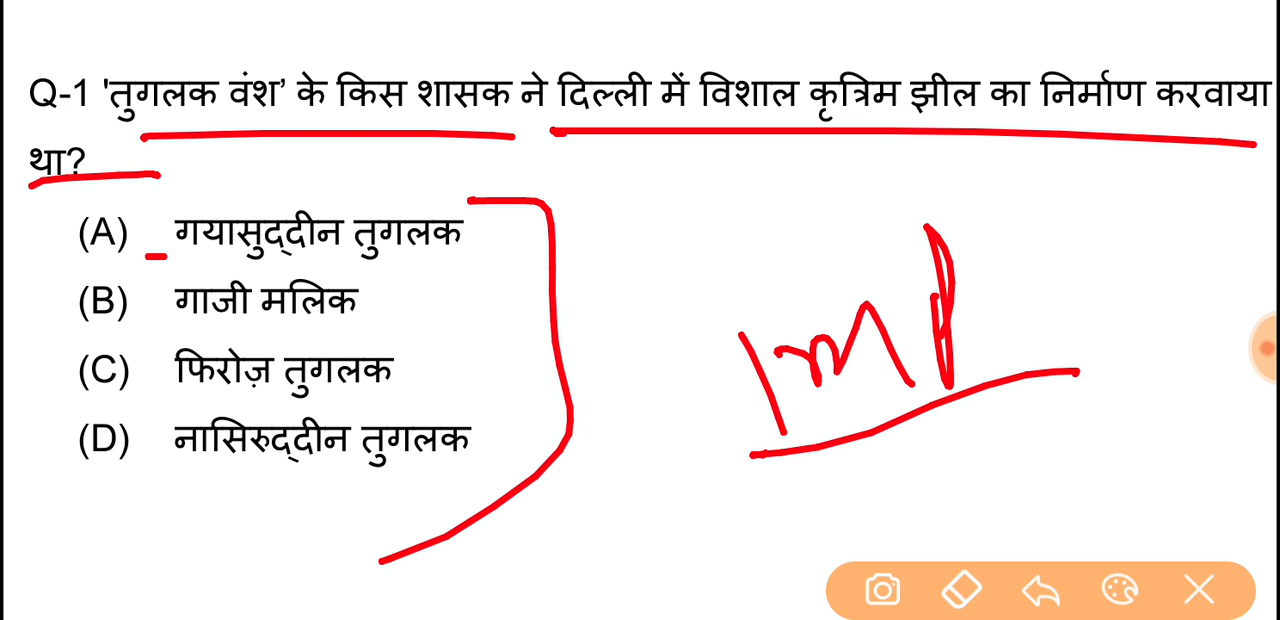 Q-1 'तुगलक वंश’ के किस शासक ने दिल्ली में विशाल कृत्रिम झील का निर्माण करवाया
था?
(A) गयासुद्दीन तुगलक
(B) गाजी मलिक
(C) फिरोज़ तुगलक
(D) नासिरुद्दीन तुगलक